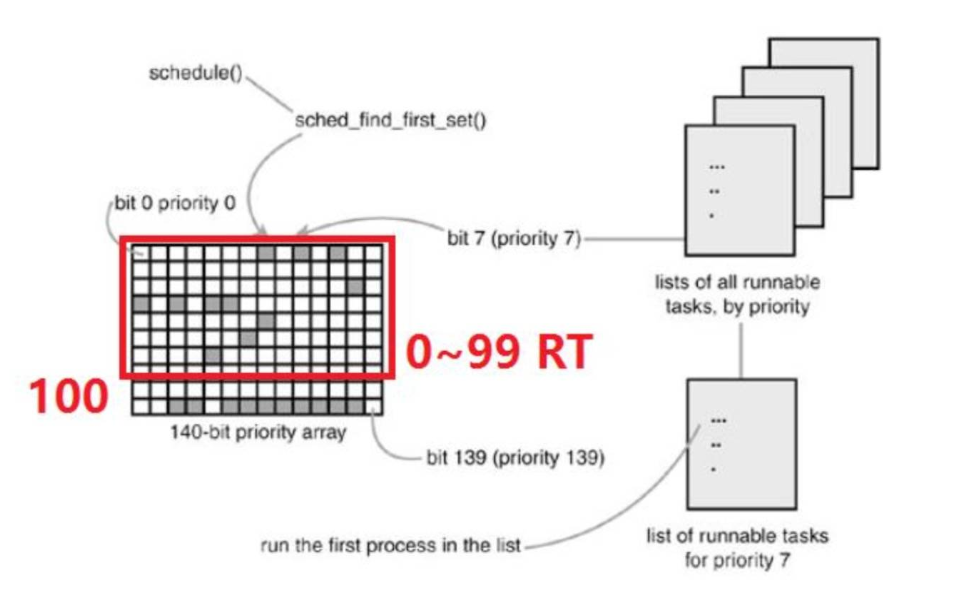 schedule()
sched_find_first_set()
bit 0 priority 0
bit 7 (priority 7)
...
..
.
lists of all runnable
tasks, by priority
0~99 RT
100
140-bit priority array
bit 139 (priority 139)
...
..
.
run the first process in the list
list of runnable tasks
for priority 7